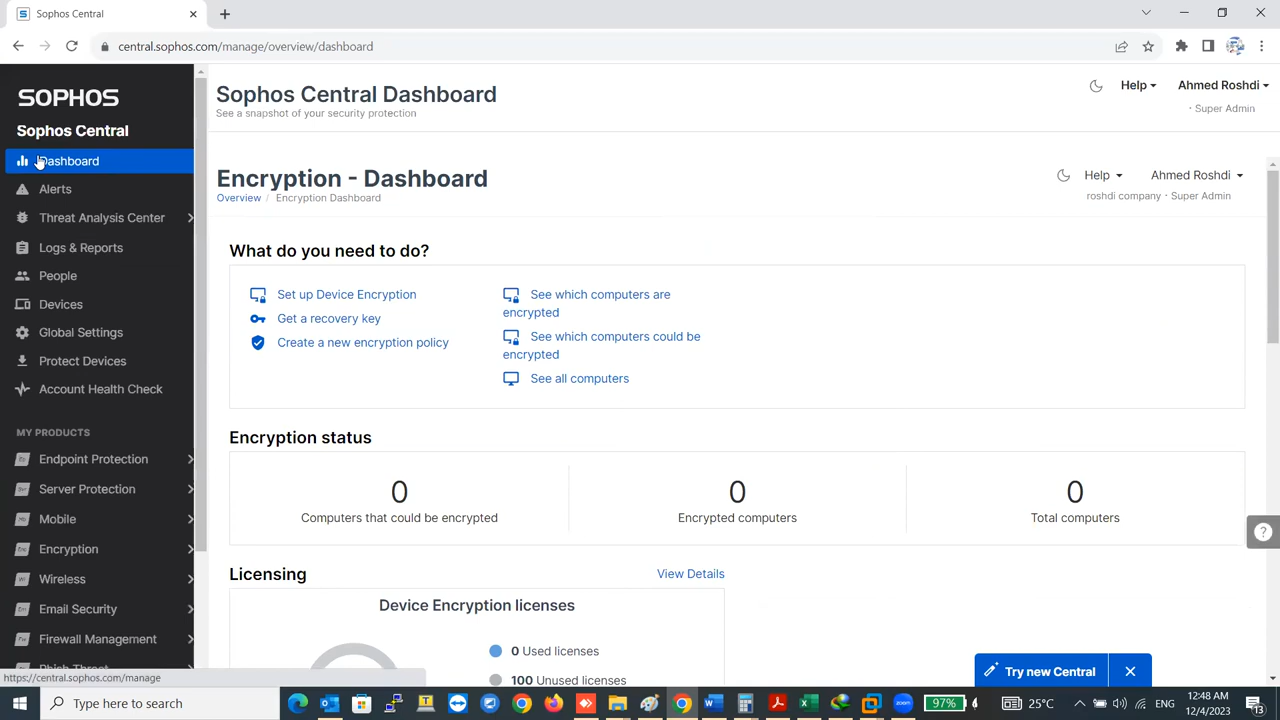 Sophos Central
central.sophos.com/manage/overview/dashboard
SOPHOS
Sophos Central
Dashboard
Alerts
Threat Analysis Center
Logs & Reports
People
Devices
Global Settings
Protect Devices
Account Health Check
MY PRODUCTS
Endpoint Protection
Server Protection
Mobile
Encryption
Wireless
Email Security
Firewall Management
Phish Threat
https://central.sophos.com/manage
Sophos Central Dashboard
See a snapshot of your security protection
Help
Ahmed Roshdi
· Super Admin
Encryption - Dashboard
Overview / Encryption Dashboard
Help
Ahmed Roshdi
roshdi company · Super Admin
What do you need to do?
Set up Device Encryption
Get a recovery key
Create a new encryption policy
See which computers are
encrypted
See which computers could be
encrypted
See all computers
Encryption status
0
Computers that could be encrypted
0
Encrypted computers
0
Total computers
Licensing
View Details
Device Encryption licenses
0 Used licenses
100 Unused licenses
?
Try new Central
Type here to search
97%
25°C
ENG
12:48 AM
12/4/2023